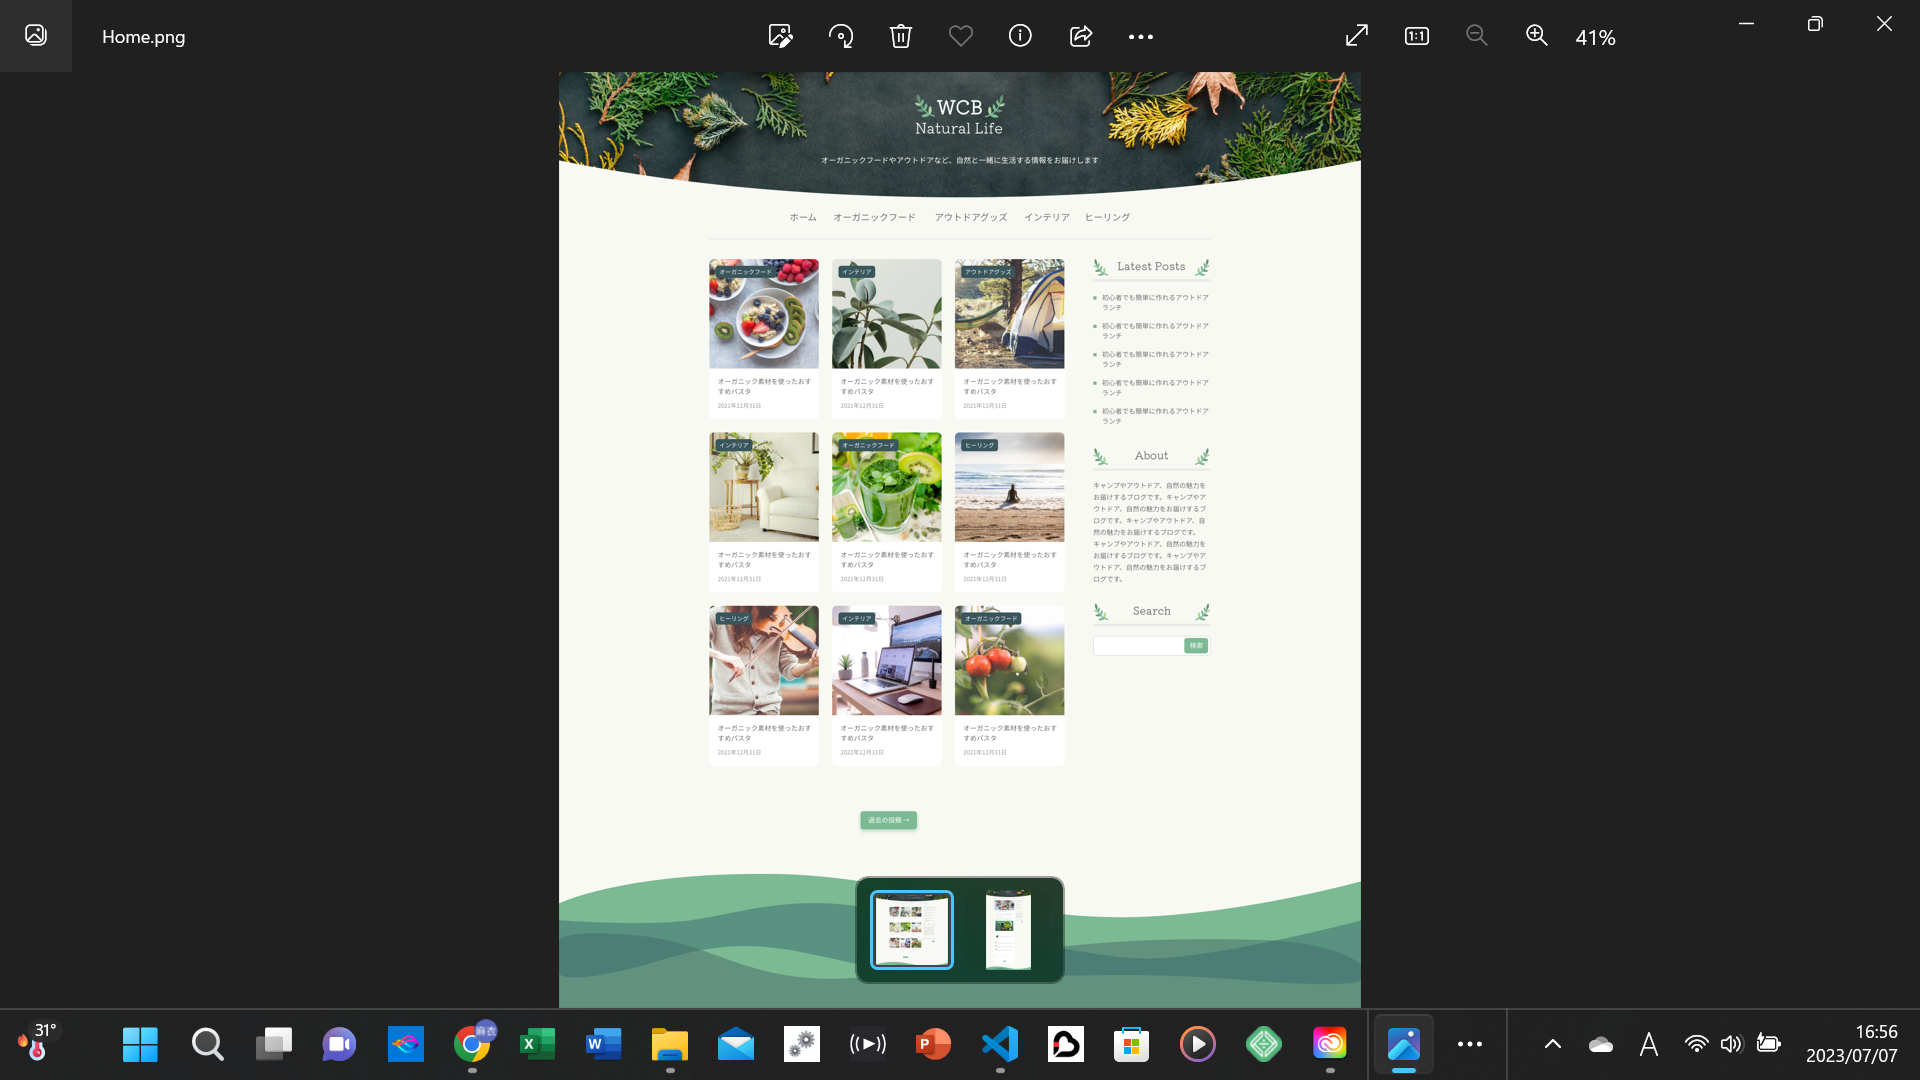 Home.png
41%
WCB
Natural Life
オーガニックフードやアウトドアなど、自然と一緒に生活する情報をお届けします
ホーム オーガニックフード アウトドアグッズ インテリア ヒーリング
オーガニックフード
オーガニック素材を使ったおす
すめパスタ
2021年12月31日
インテリア
オーガニック素材を使ったおす
すめパスタ
2021年12月31日
アウトドアグッズ
オーガニック素材を使ったおす
すめパスタ
2021年12月31日
インテリア
オーガニック素材を使ったおす
すめパスタ
2021年12月31日
オーガニックフード
オーガニック素材を使ったおす
すめパスタ
2021年12月31日
ヒーリング
オーガニック素材を使ったおす
すめパスタ
2021年12月31日
ヒーリング
オーガニック素材を使ったおす
すめパスタ
2021年12月31日
インテリア
オーガニック素材を使ったおす
すめパスタ
2021年12月31日
オーガニックフード
オーガニック素材を使ったおす
すめパスタ
2021年12月31日
Latest Posts
初心者でも簡単に作れるアウトドア
ランチ
初心者でも簡単に作れるアウトドア
ランチ
初心者でも簡単に作れるアウトドア
ランチ
初心者でも簡単に作れるアウトドア
ランチ
初心者でも簡単に作れるアウトドア
ランチ
About
キャンプやアウトドア、自然の魅力を
お届けするブログです。キャンプやア
ウトドア、自然の魅力をお届けするブ
ログです。キャンプやアウトドア、自
然の魅力をお届けするブログです。
キャンプやアウトドア、自然の魅力を
お届けするブログです。キャンプやア
ウトドア、自然の魅力をお届けするブ
ログです。
Search
検索
過去の投稿 →
31°
麻衣
A
16:56
2023/07/07